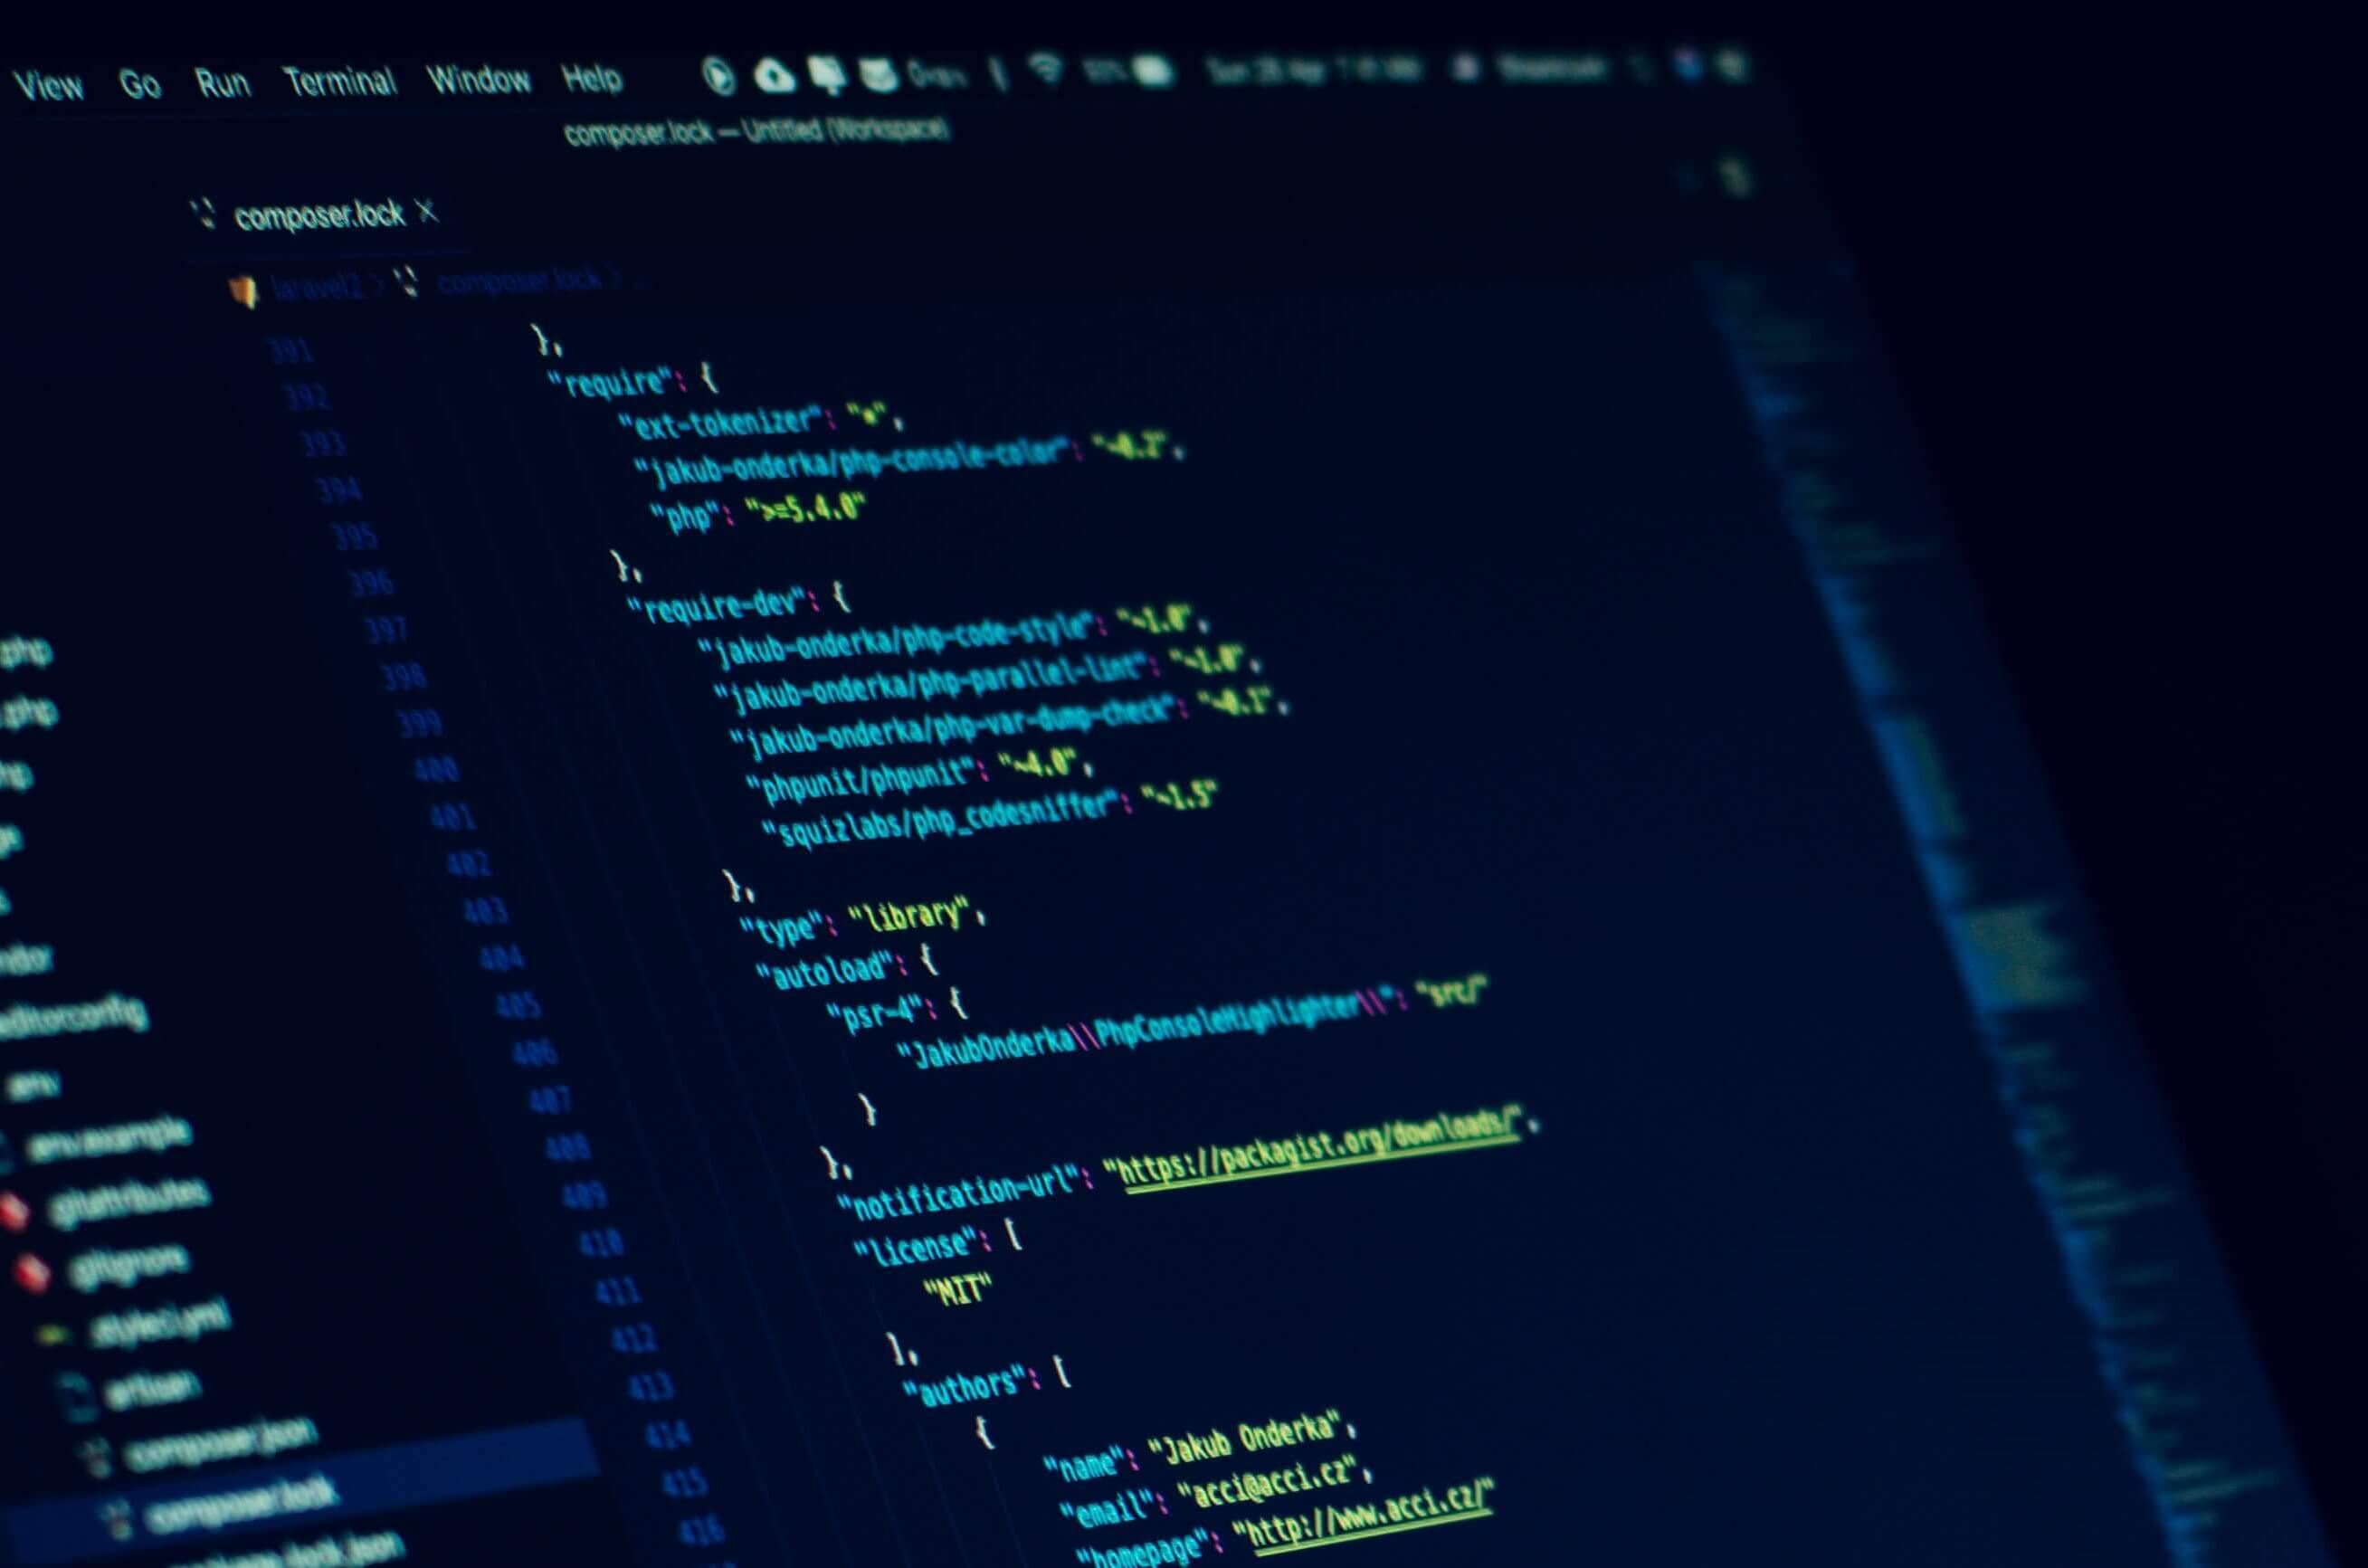 View Go Run Terminal Window Help
composer.lock — Untitled (Workspace)
composer.lock
laravel2 > composer.lock > ...
391 },
392 "require": {
393 "ext-tokenizer": "*",
394 "jakub-onderka/php-console-color": "~0.2",
395 "php": ">=5.4.0"
396 },
397 "require-dev": {
398 "jakub-onderka/php-code-style": "~1.0",
399 "jakub-onderka/php-parallel-lint": "~1.0",
400 "jakub-onderka/php-var-dump-check": "~0.1",
401 "phpunit/phpunit": "~4.0",
402 "squizlabs/php_codesniffer": "~1.5"
403 },
404 "type": "library",
405 "autoload": {
406 "psr-4": {
407 "JakubOnderka\\PhpConsoleHighlighter\\": "src/"
408 }
409 },
410 "notification-url": "https://packagist.org/downloads/",
411 "license": [
412 "MIT"
413 ],
414 "authors": [
415 {
416 "name": "Jakub Onderka",
"email": "acci@acci.cz",
"homepage": "http://www.acci.cz/"
.php
.php
editorconfig
.env
.env.example
.gitattributes
.gitignore
.styleci.yml
artisan
composer.json
composer.lock